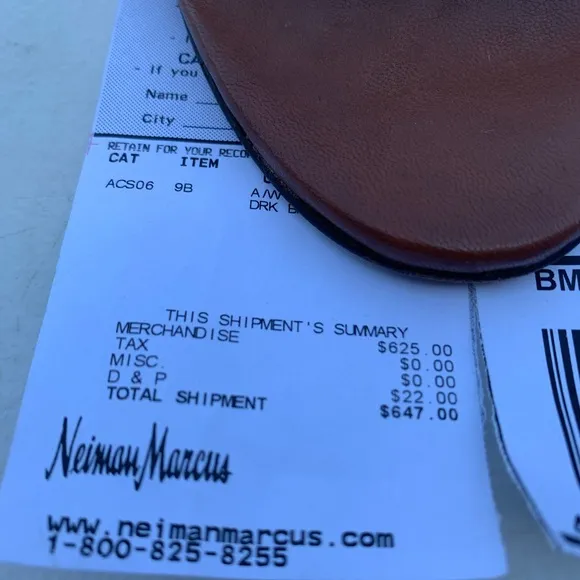 CA
- If you
Name
City
RETAIN FOR YOUR RECOR
CAT ITEM
ACS06 9B
A/W
DRK B
THIS SHIPMENT'S SUMMARY
MERCHANDISE $625.00
TAX $0.00
MISC. $0.00
D & P $22.00
TOTAL SHIPMENT $647.00
Neiman Marcus
www.neimanmarcus.com
1-800-825-8255
BM